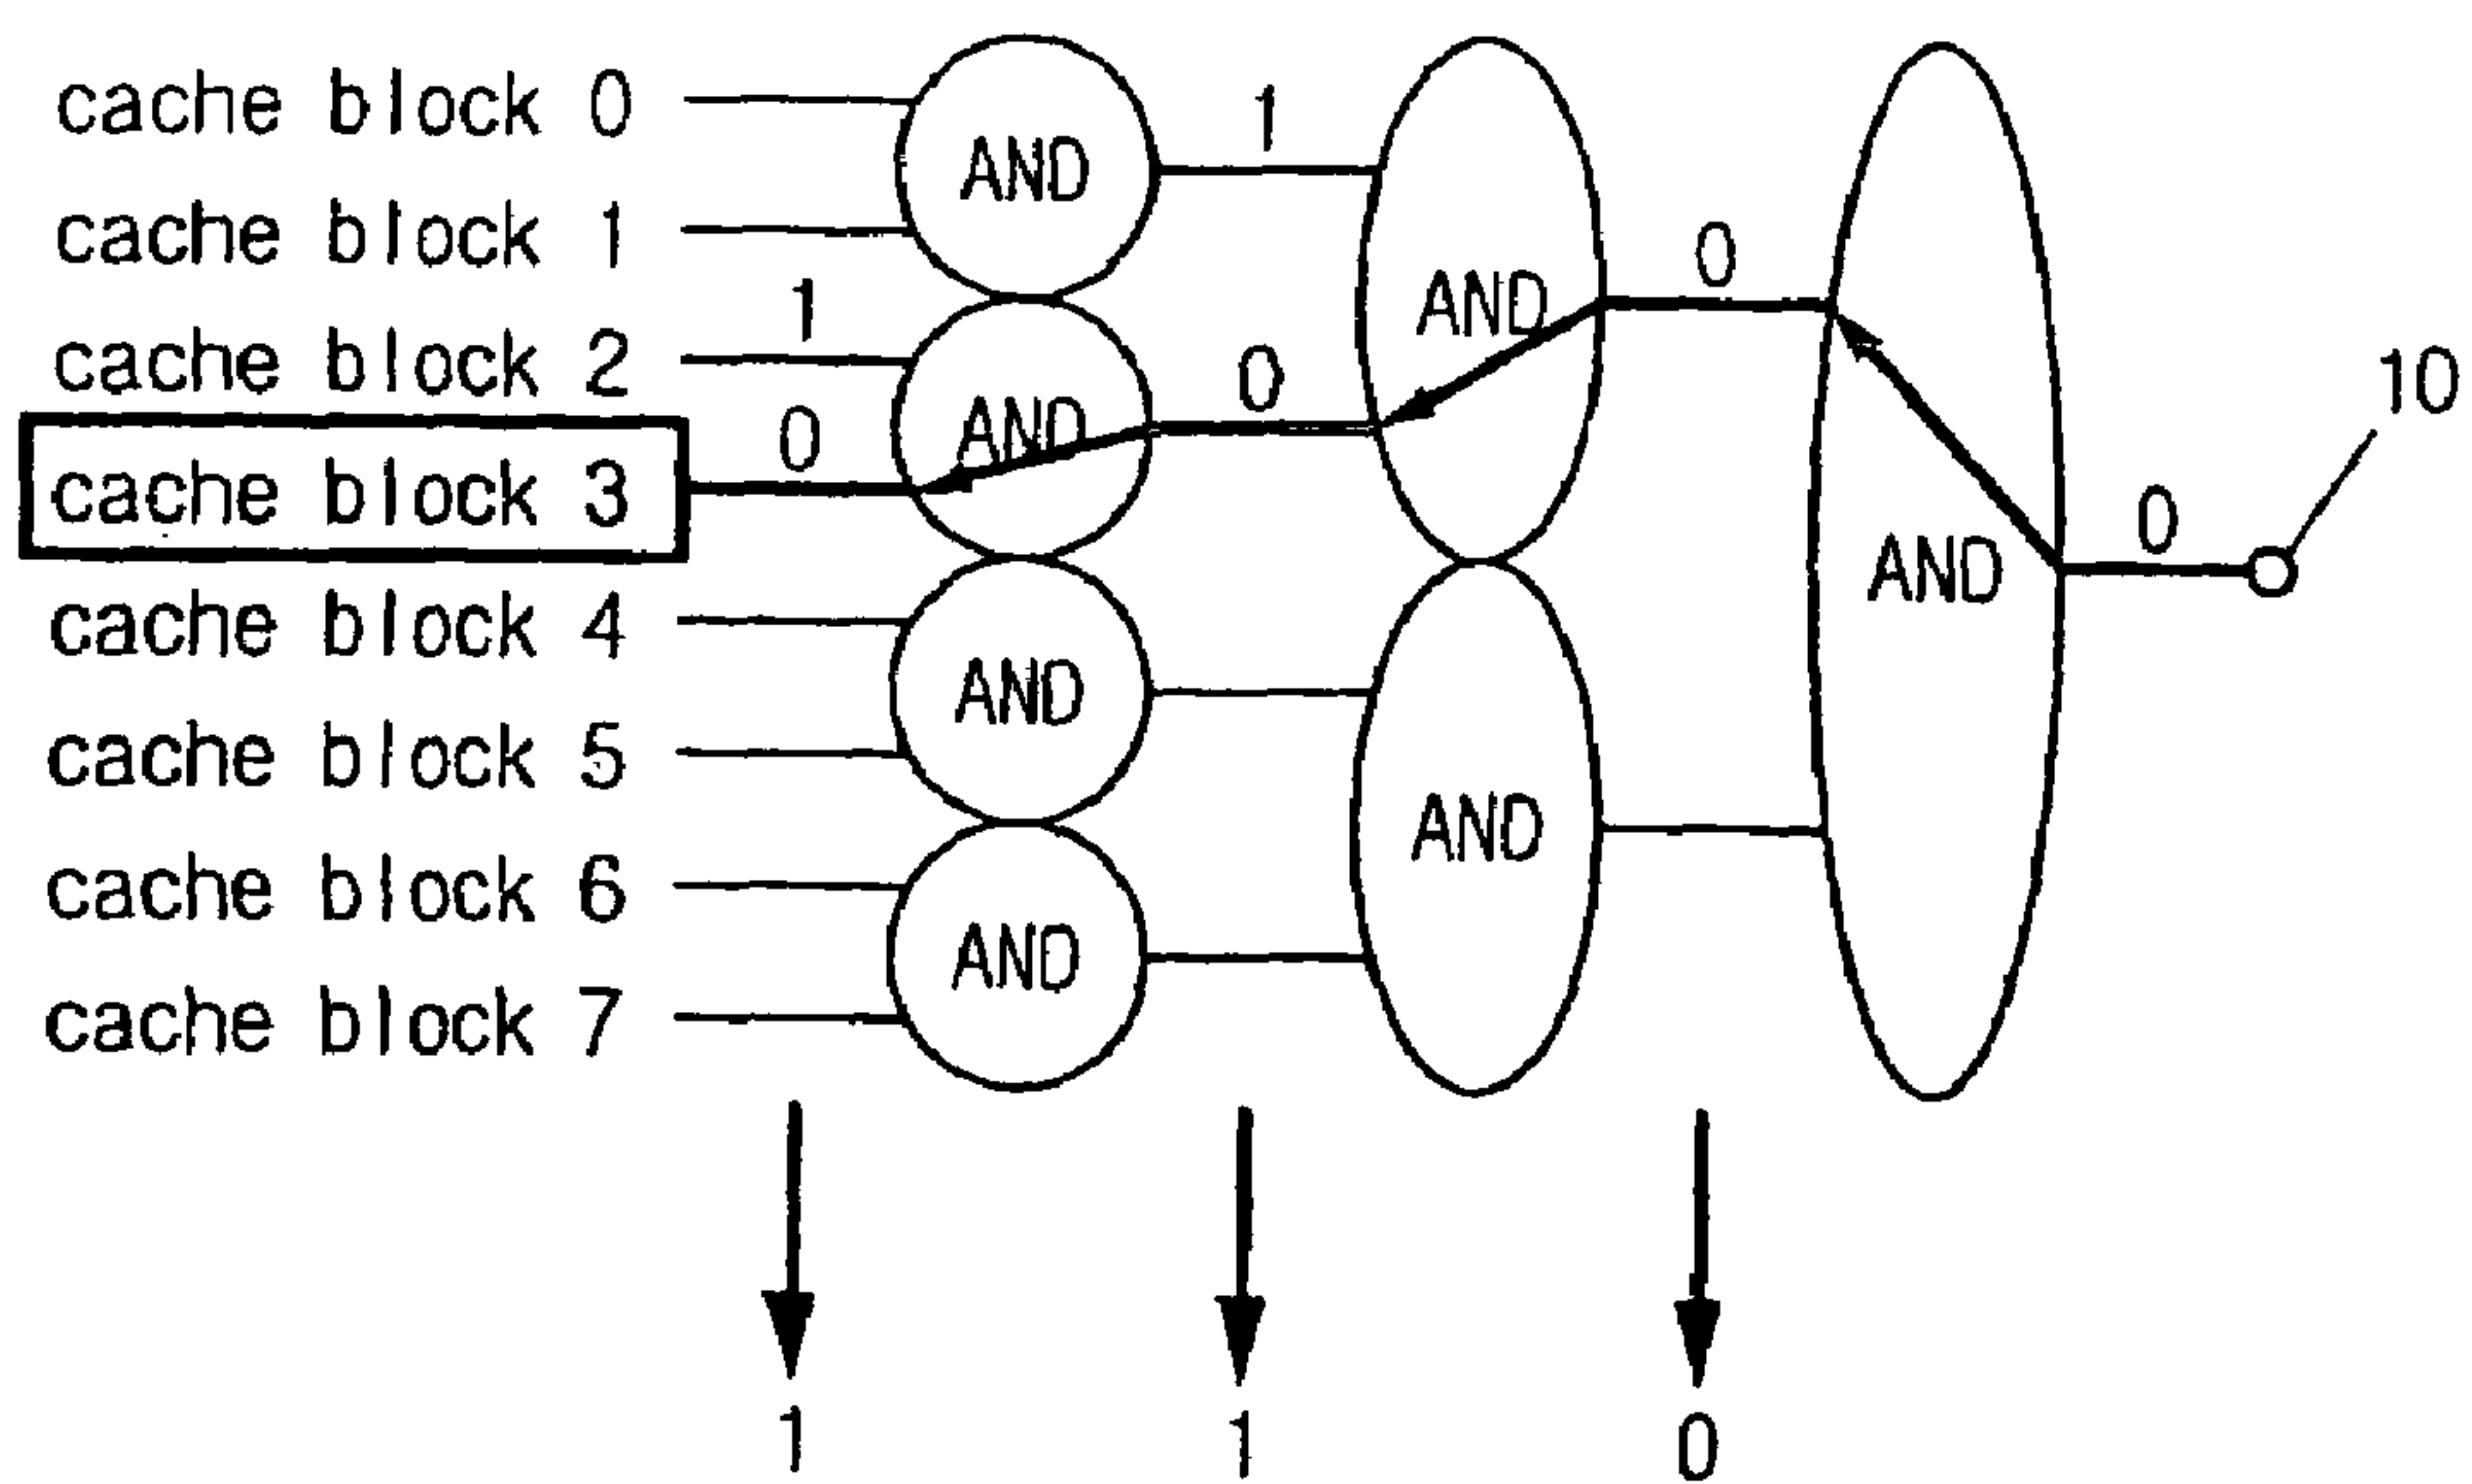 cache block 0
AND
1
cache block 1
1
AND
0
cache block 2
0
10
AND
0
cache block 3
0
AND
cache block 4
AND
cache block 5
AND
cache block 6
AND
cache block 7
1
1
0